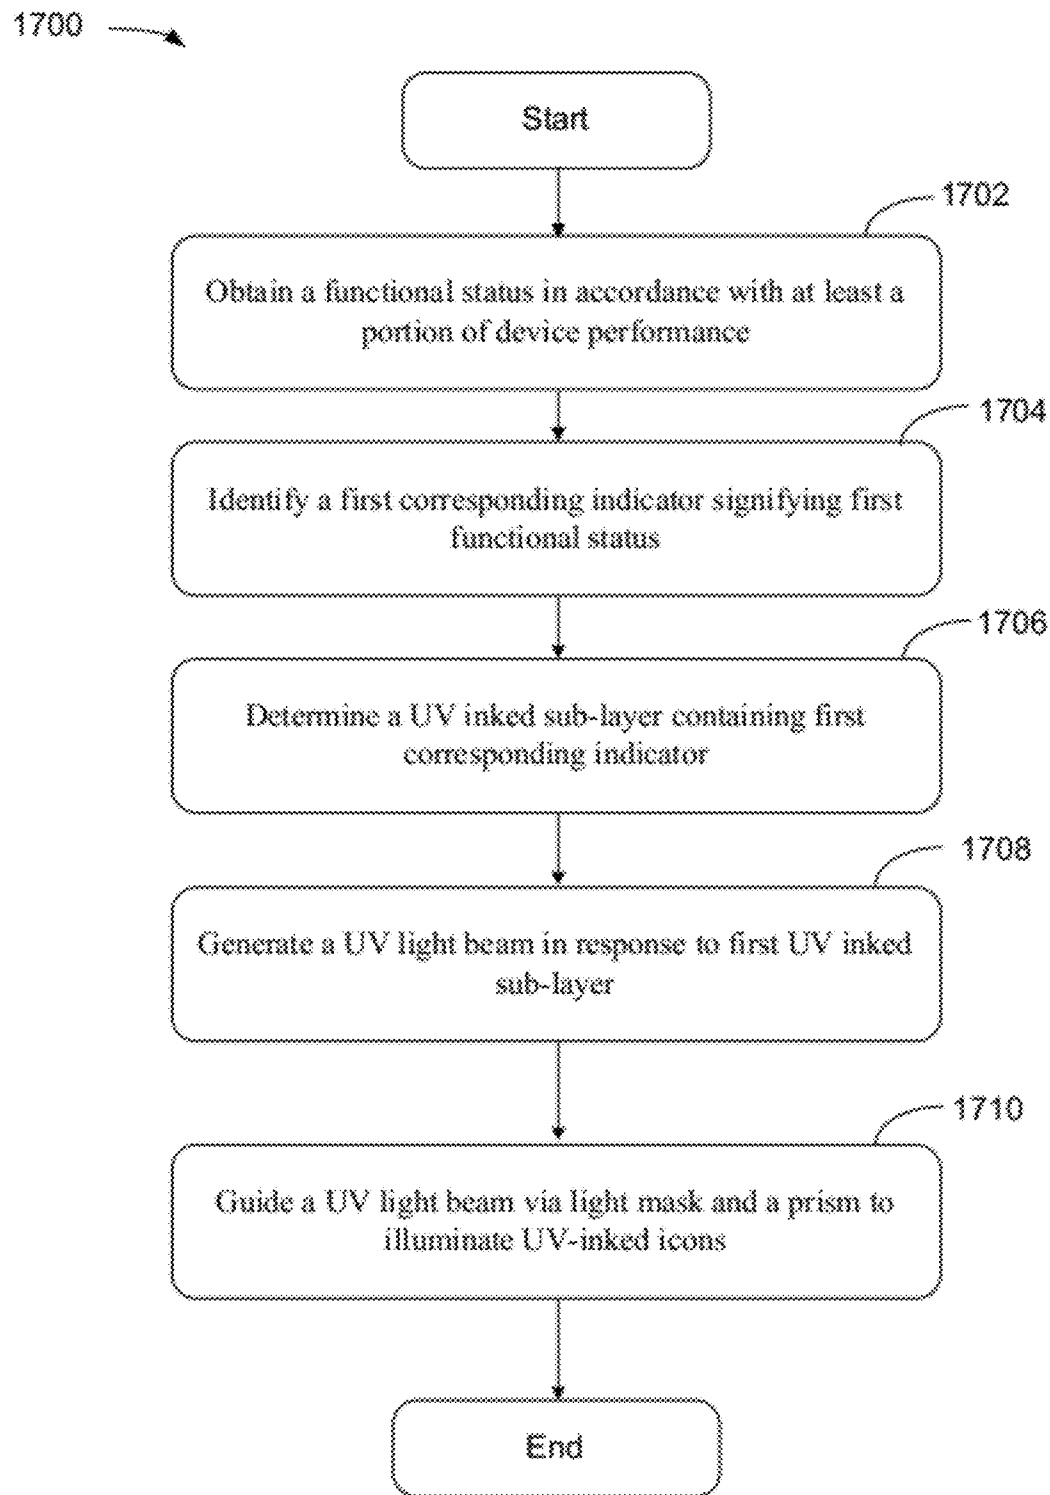 1700
Start
1702
Obtain a functional status in accordance with at least a
portion of device performance
1704
Identify a first corresponding indicator signifying first
functional status
1706
Determine a UV inked sub-layer containing first
corresponding indicator
1708
Generate a UV light beam in response to first UV inked
sub-layer
1710
Guide a UV light beam via light mask and a prism to
illuminate UV-inked icons
End